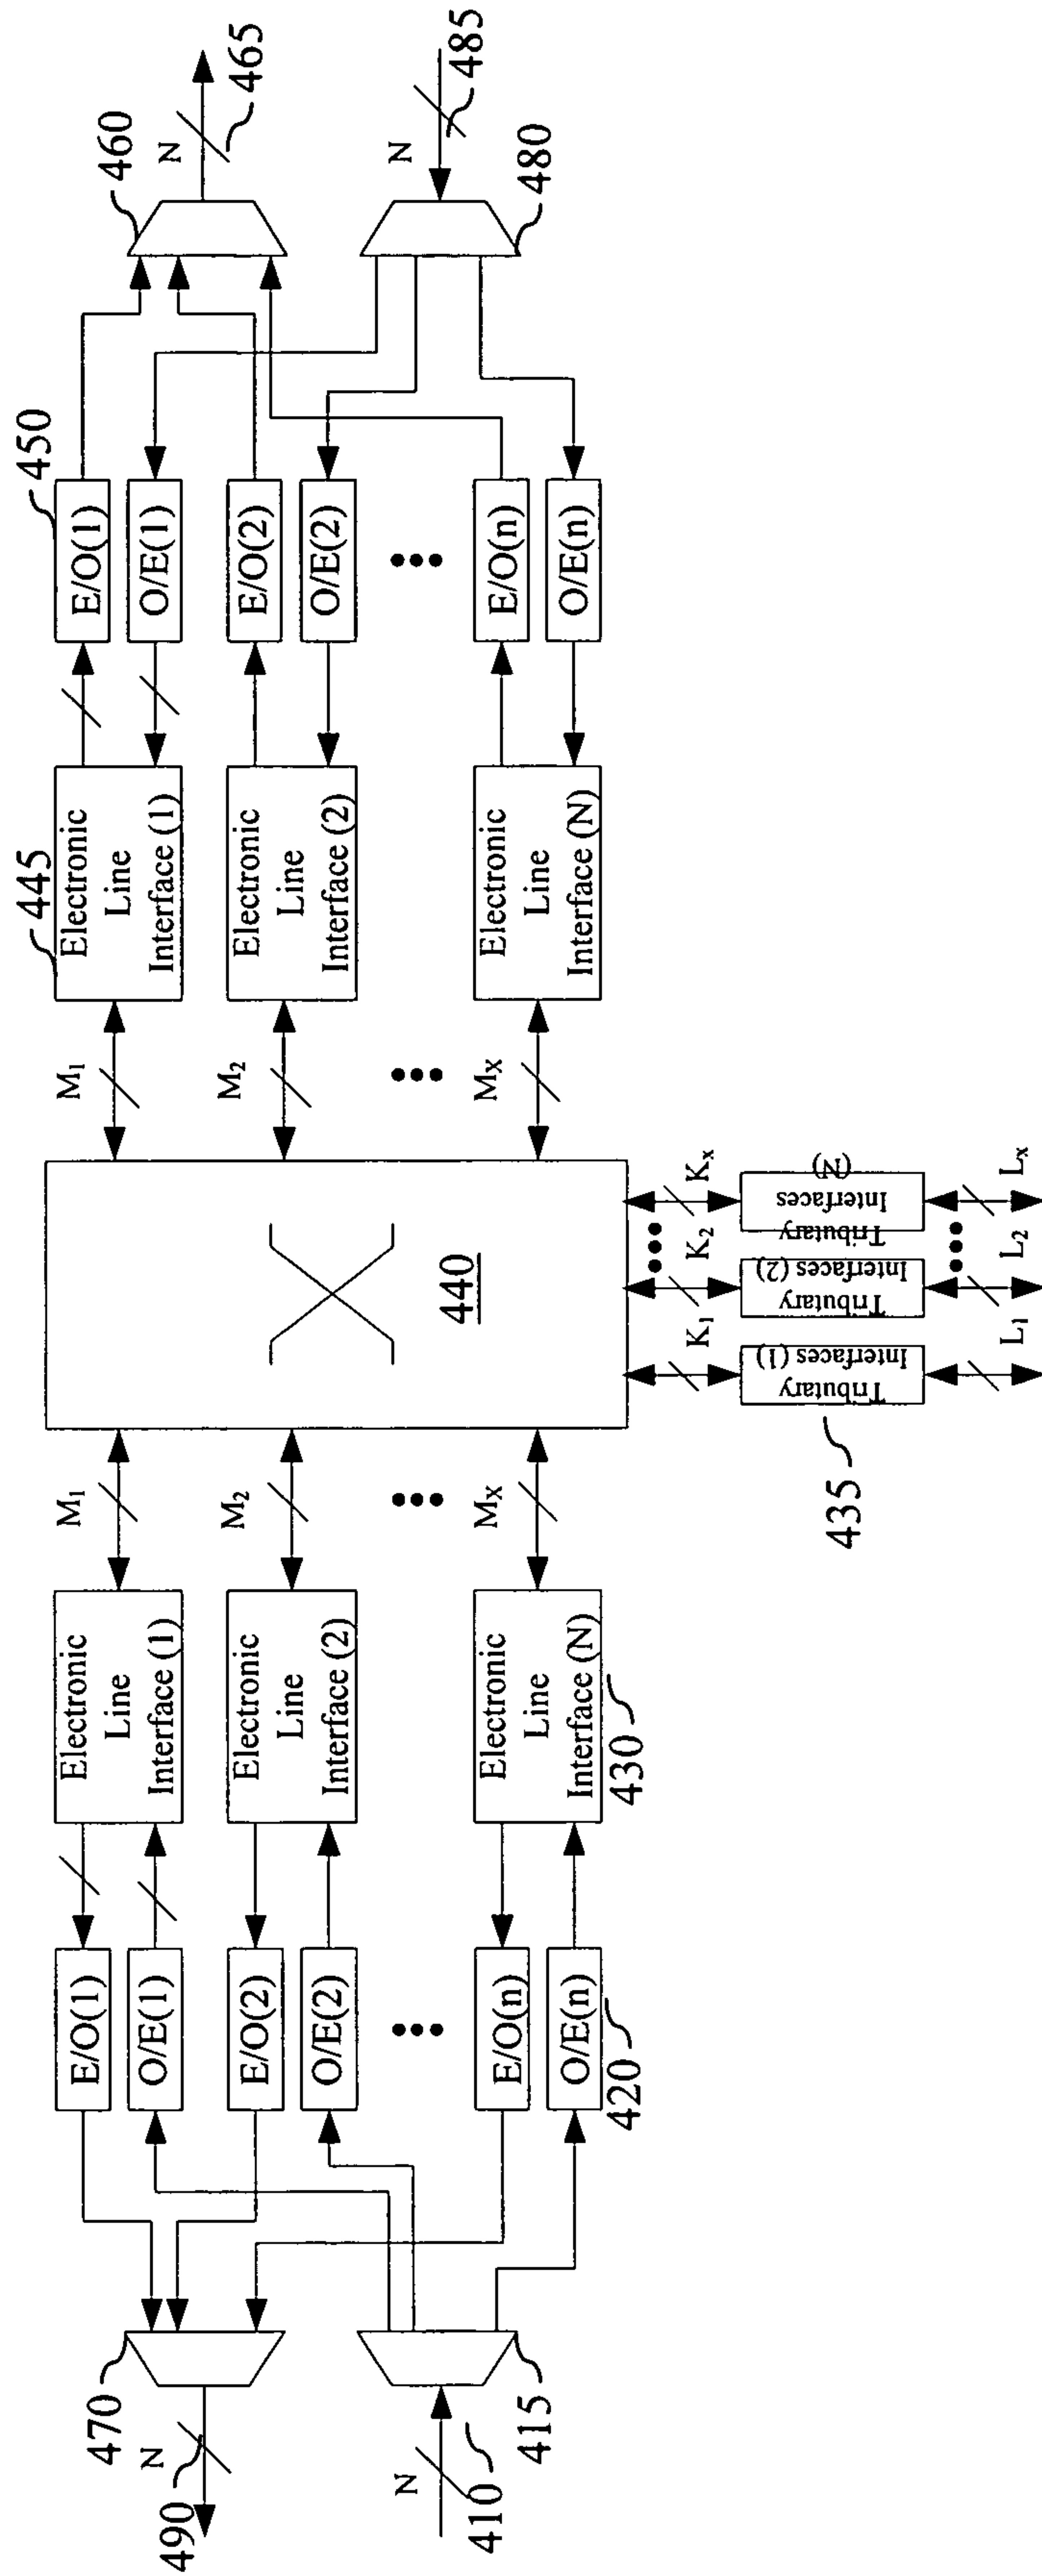 470
N
490
N
410
415
E/O(1)
O/E(1)
E/O(2)
O/E(2)
E/O(n)
O/E(n)
420
Electronic
Line
Interface (1)
Electronic
Line
Interface (2)
Electronic
Line
Interface (N)
430
M1
M2
MX
440
K1
K2
Kx
Tributary
Interfaces (1)
Tributary
Interfaces (2)
Tributary
Interfaces
(N)
435
L1
L2
Lx
M1
M2
MX
445
Electronic
Line
Interface (1)
Electronic
Line
Interface (2)
Electronic
Line
Interface (N)
450
E/O(1)
O/E(1)
E/O(2)
O/E(2)
E/O(n)
O/E(n)
460
N
465
N
485
480